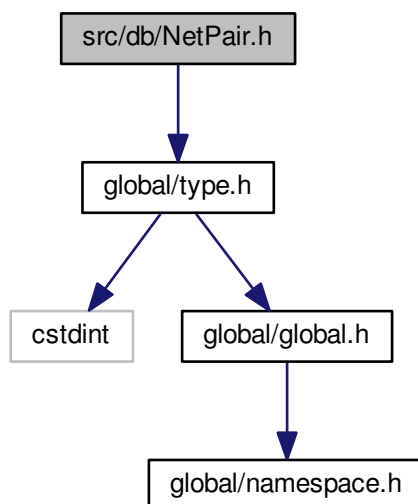 src/db/NetPair.h
global/type.h
cstdint
global/global.h
global/namespace.h